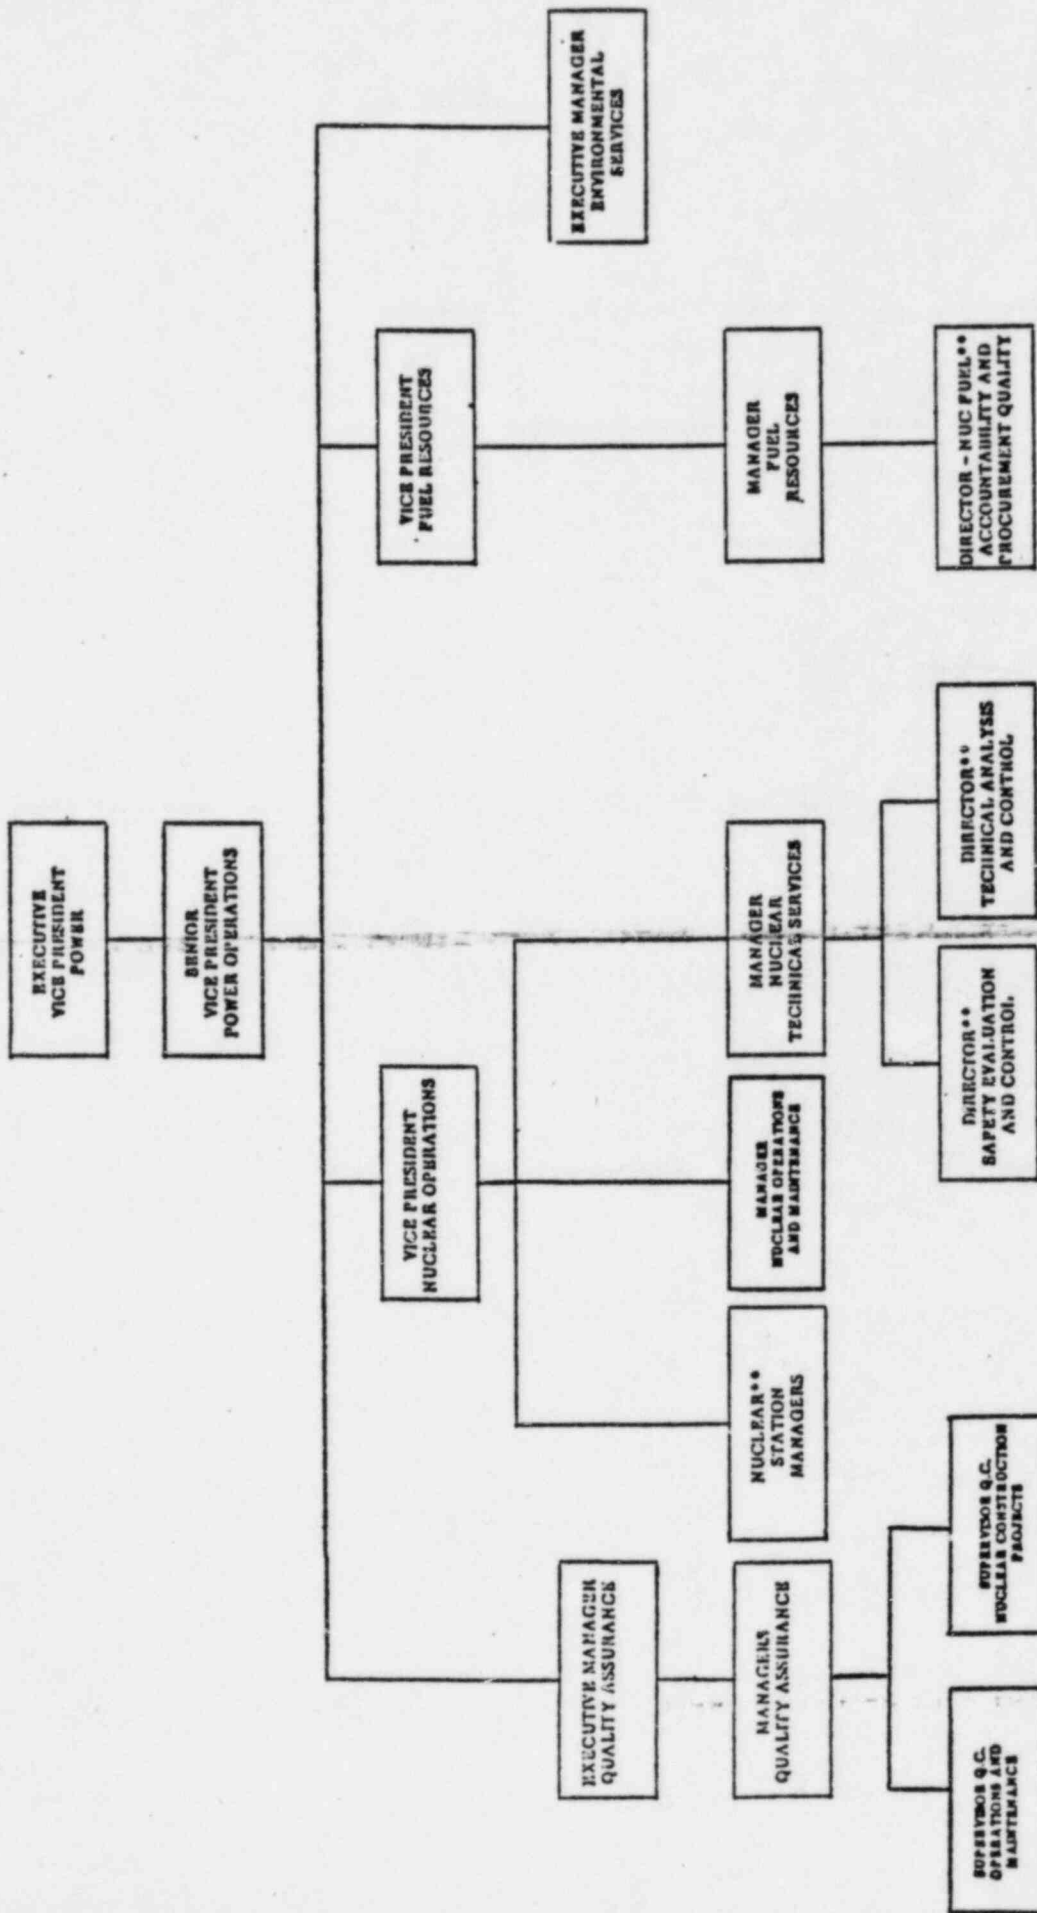 EXECUTIVE
VICE PRESIDENT
POWER
SENIOR
VICE PRESIDENT
POWER OPERATIONS
VICE PRESIDENT
NUCLEAR OPERATIONS
VICE PRESIDENT
FUEL RESOURCES
EXECUTIVE MANAGER
QUALITY ASSURANCE
EXECUTIVE MANAGER
ENVIRONMENTAL
SERVICES
MANAGERS
QUALITY ASSURANCE
NUCLEAR**
STATION
MANAGERS
MANAGER
NUCLEAR OPERATIONS
AND MAINTENANCE
MANAGER
NUCLEAR
TECHNICAL SERVICES
MANAGER
FUEL
RESOURCES
SUPERVISOR Q.C.
OPERATIONS AND
MAINTENANCE
SUPERVISOR Q.C.
NUCLEAR CONSTRUCTION
PROJECTS
DIRECTOR**
SAFETY EVALUATION
AND CONTROL
DIRECTOR**
TECHNICAL ANALYSIS
AND CONTROL
DIRECTOR - NUC FUEL**
ACCOUNTABILITY AND
PROCUREMENT QUALITY